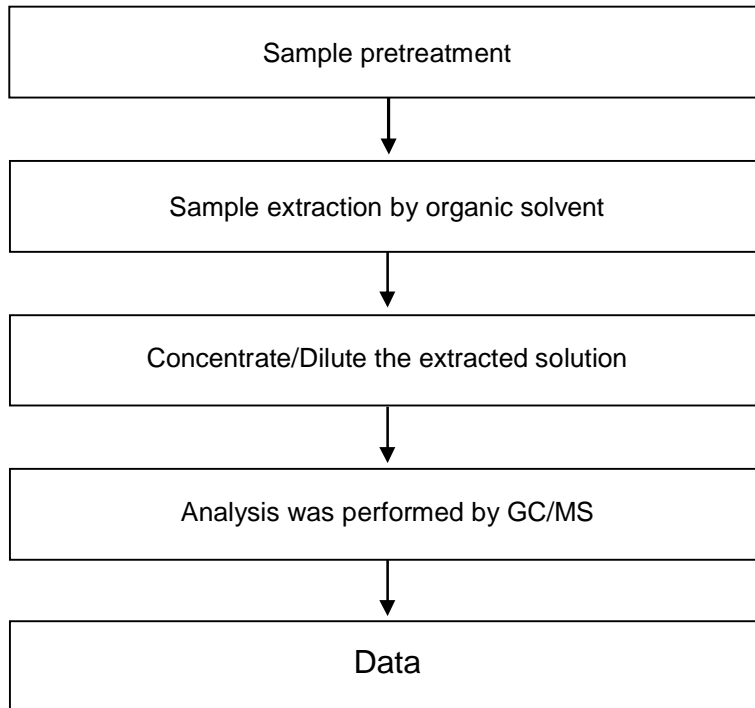 Sample pretreatment
Sample extraction by organic solvent
Concentrate/Dilute the extracted solution
Analysis was performed by GC/MS
Data